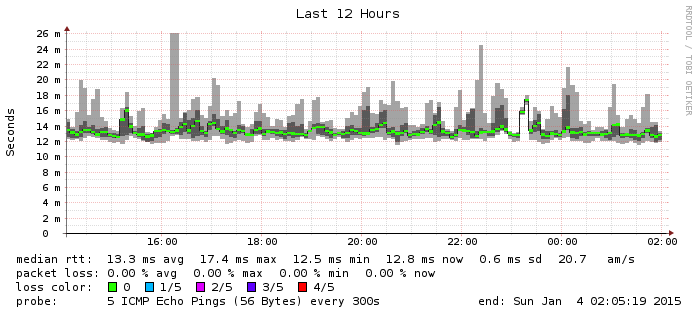 Last 12 Hours
RRDTOOL / TOBI OETIKER
Seconds
26 m
24 m
22 m
20 m
18 m
16 m
14 m
12 m
10 m
8 m
6 m
4 m
2 m
0
16:00 18:00 20:00 22:00 00:00 02:00
median rtt: 13.3 ms avg 17.4 ms max 12.5 ms min 12.8 ms now 0.6 ms sd 20.7 am/s
packet loss: 0.00 % avg 0.00 % max 0.00 % min 0.00 % now
loss color: 0 1/5 2/5 3/5 4/5
probe: 5 ICMP Echo Pings (56 Bytes) every 300s end: Sun Jan 4 02:05:19 2015